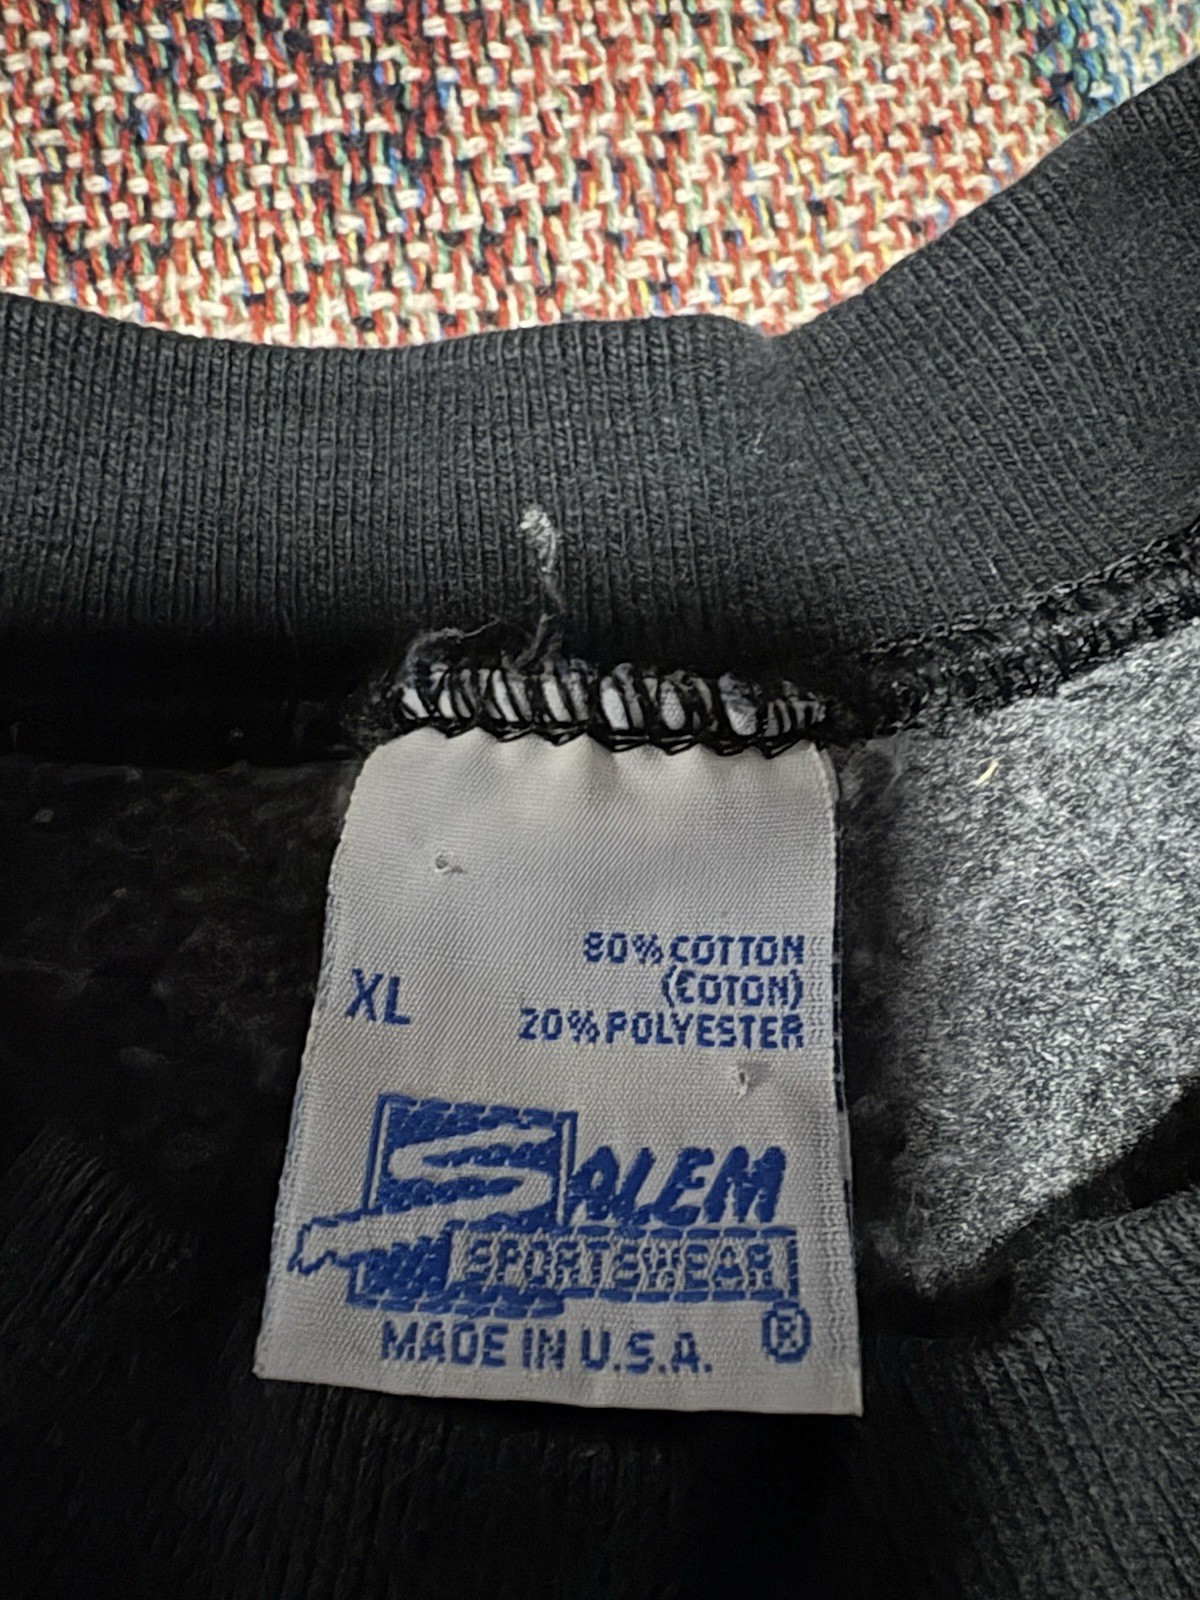 80% COTTON
(COTON)
XL
20% POLYESTER
SALEM
SPORTSWEAR
®
MADE IN U.S.A.